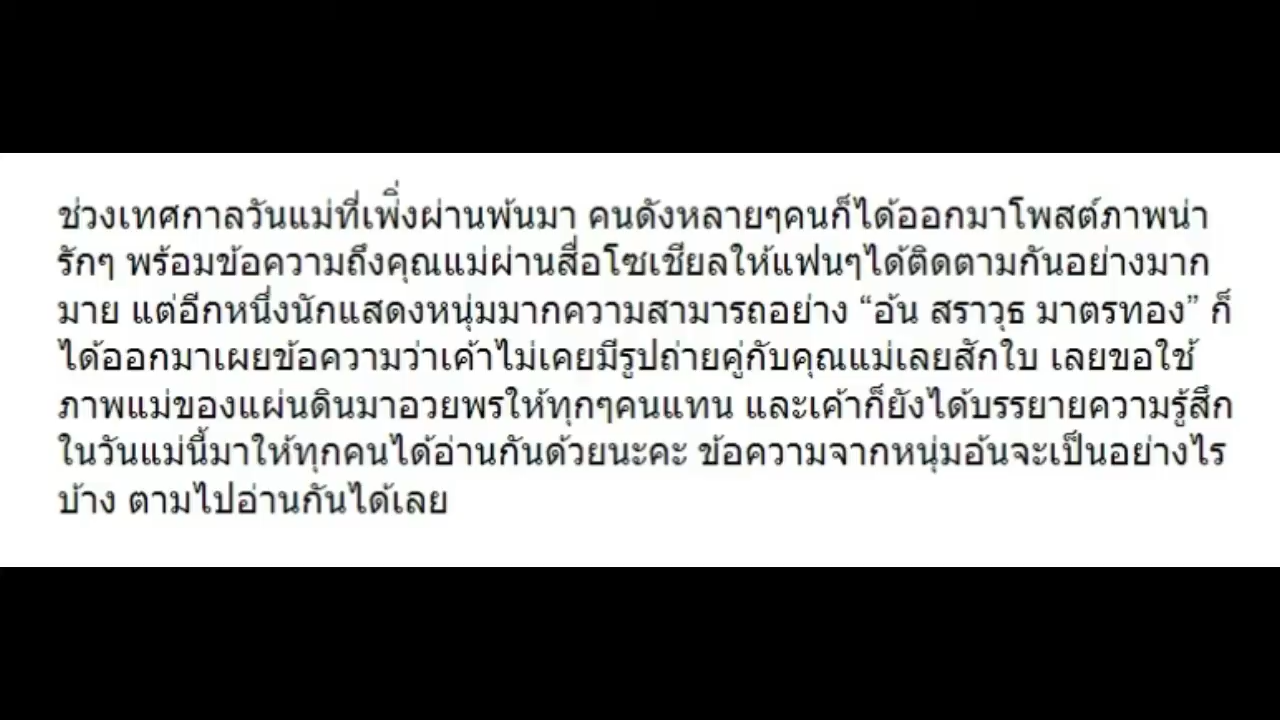 ช่วงเทศกาลวันแม่ที่เพิ่งผ่านพ้นมา คนดังหลายๆคนก็ได้ออกมาโพสต์ภาพน่า
รักๆ พร้อมข้อความถึงคุณแม่ผ่านสื่อโซเชียลให้แฟนๆได้ติดตามกันอย่างมาก
มาย แต่อีกหนึ่งนักแสดงหนุ่มมากความสามารถอย่าง “อ้น สราวุธ มาตรทอง” ก็
ได้ออกมาเผยข้อความว่าเค้าไม่เคยมีรูปถ่ายคู่กับคุณแม่เลยสักใบ เลยขอใช้
ภาพแม่ของแผ่นดินมาอวยพรให้ทุกๆคนแทน และเค้าก็ยังได้บรรยายความรู้สึก
ในวันแม่นี้มาให้ทุกคนได้อ่านกันด้วยนะคะ ข้อความจากหนุ่มอ้นจะเป็นอย่างไร
บ้าง ตามไปอ่านกันได้เลย